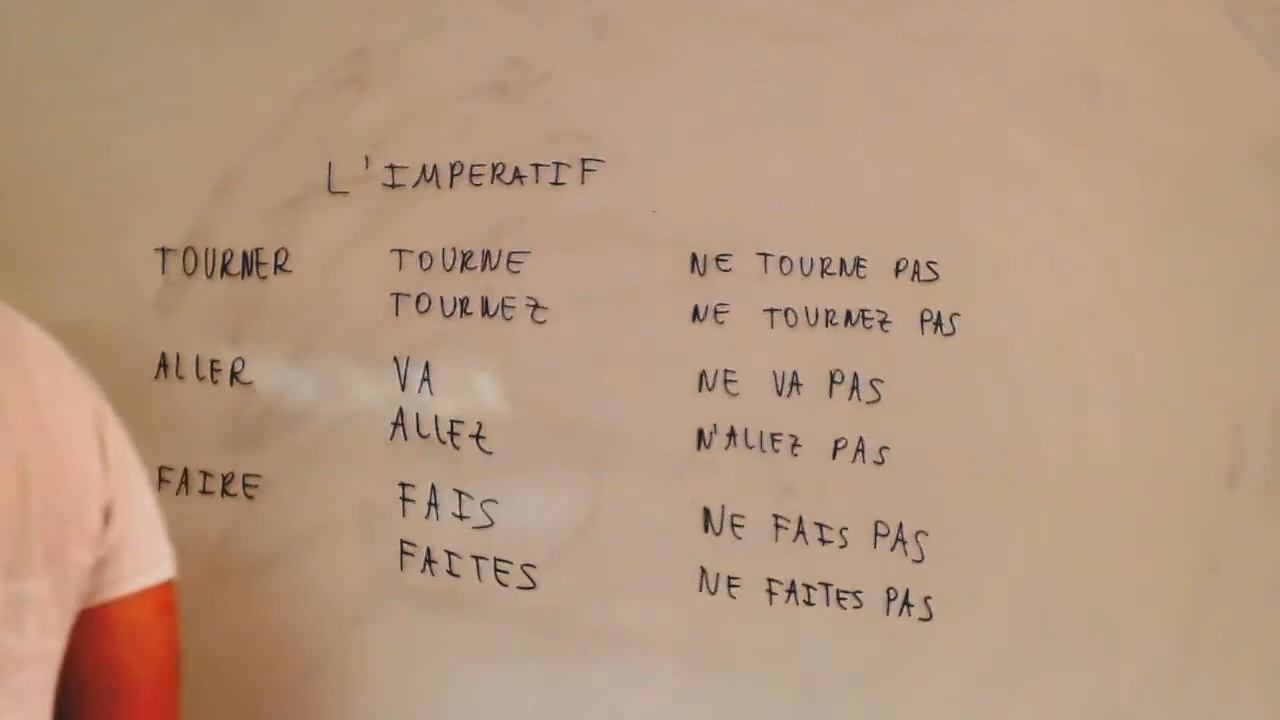 L'IMPERATIF
TOURNER TOURNE NE TOURNE PAS
TOURNEZ NE TOURNEZ PAS
ALLER VA NE VA PAS
ALLEZ N'ALLEZ PAS
FAIRE FAIS NE FAIS PAS
FAITES NE FAITES PAS